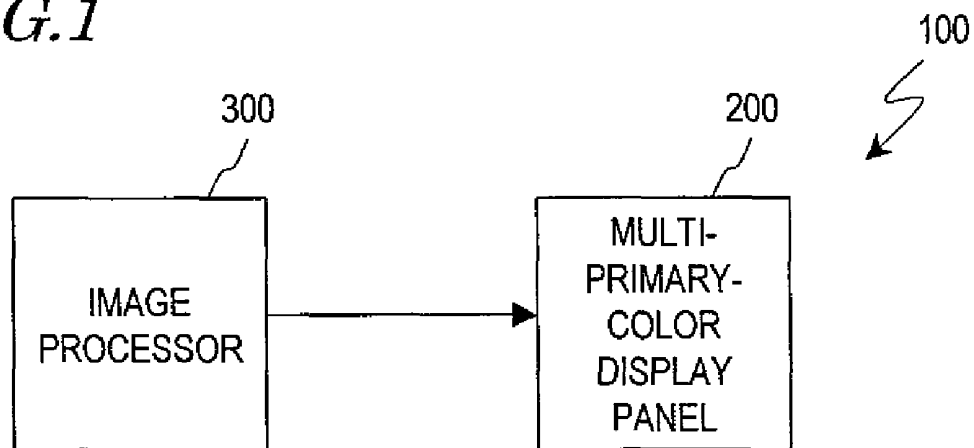 G.1
100
300
200
IMAGE
PROCESSOR
MULTI-
PRIMARY-
COLOR
DISPLAY
PANEL